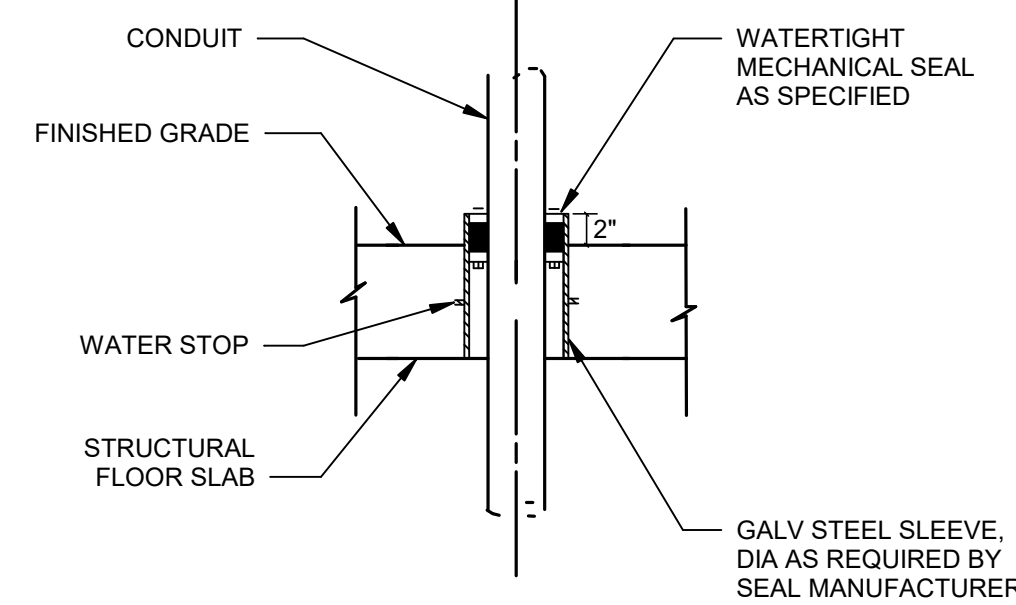 CONDUIT
FINISHED GRADE
WATER STOP
STRUCTURAL
FLOOR SLAB
WATERTIGHT
MECHANICAL SEAL
AS SPECIFIED
2"
GALV STEEL SLEEVE,
DIA AS REQUIRED BY
SEAL MANUFACTURER